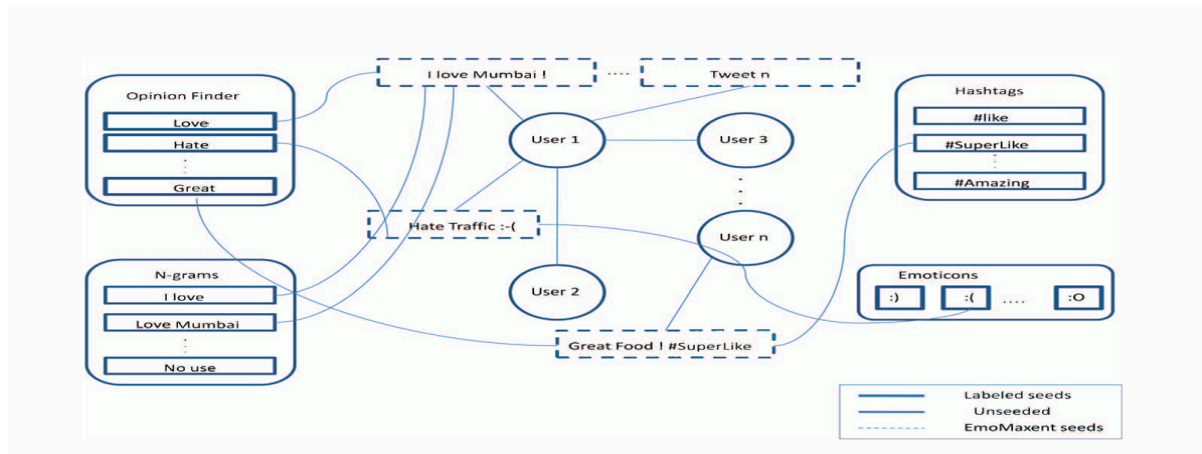 I love Mumbai !
....
Tweet n
Opinion Finder
Love
Hate
Great
User 1
User 3
Hashtags
#like
#SuperLike
#Amazing
Hate Traffic :-(
User n
N-grams
I love
Love Mumbai
No use
User 2
Emoticons
:)
:(
....
:O
Great Food ! #SuperLike
Labeled seeds
Unseeded
EmoMaxent seeds